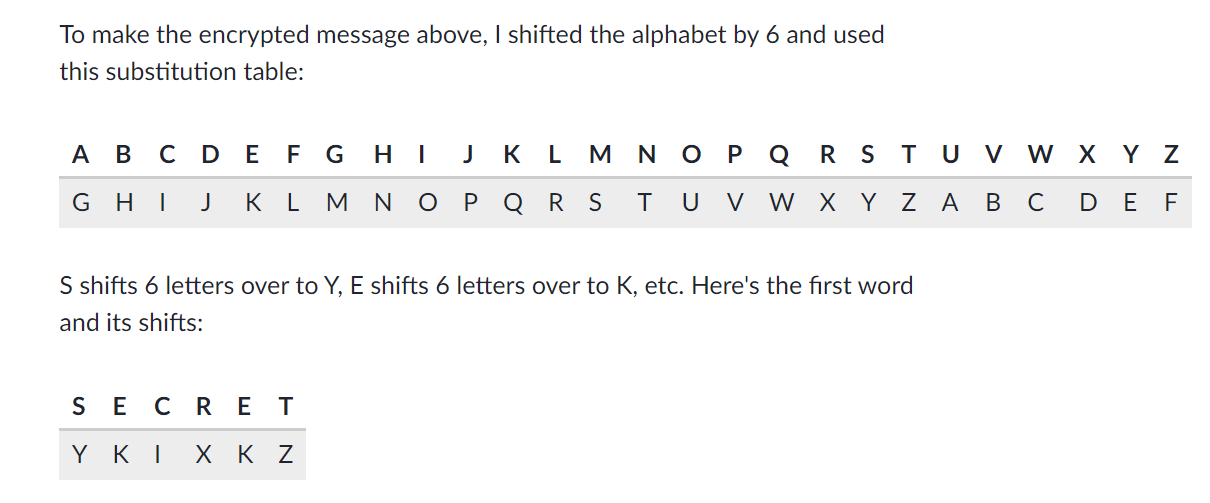 To make the encrypted message above, I shifted the alphabet by 6 and used
this substitution table:
A B C D E F G H I J K L M N O P Q R S T U V W X Y Z
G H I J K L M N O P Q R S T U V W X Y Z A B C D E F
S shifts 6 letters over to Y, E shifts 6 letters over to K, etc. Here's the first word
and its shifts:
S E C R E T
Y K I X K Z